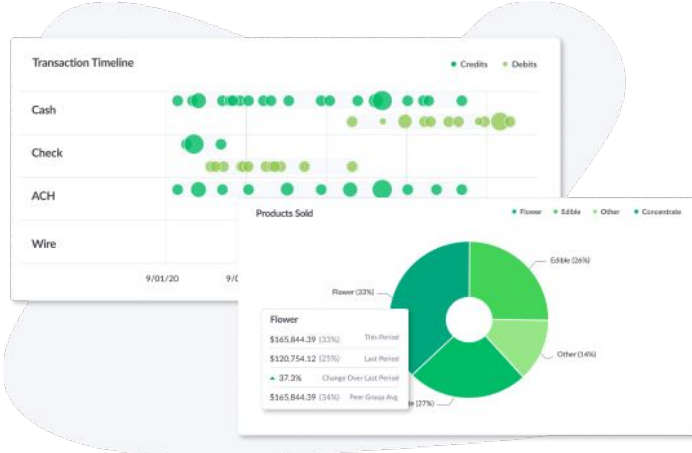 Transaction Timeline
Credits
Debits
Cash
Check
ACH
Wire
9/01/20
Products Sold
Flower
Edible
Other
Concentrate
Edible (26%)
Flower (33%)
Other (14%)
(27%)
Flower
$165,844.39 (33%) This Period
$120,754.12 (25%) Last Period
37.3% Change Over Last Period
$165,844.39 (34%) Peer Group Avg